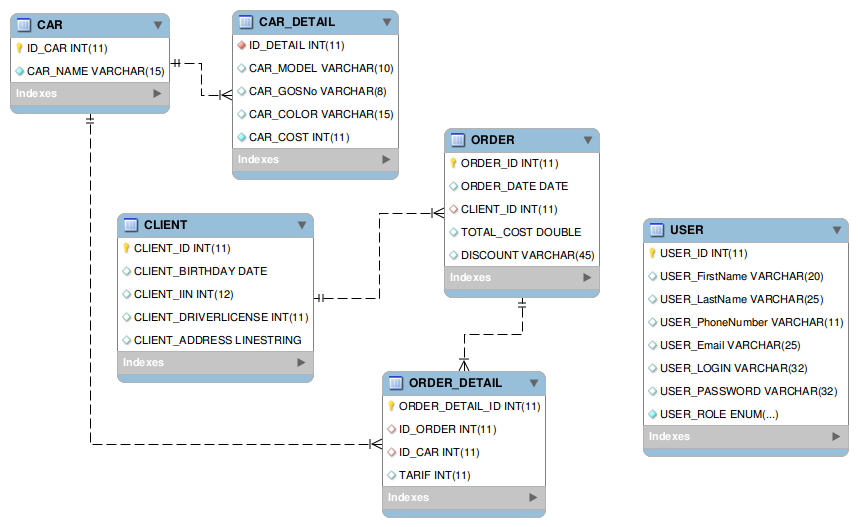 CAR
ID_CAR INT(11)
CAR_NAME VARCHAR(15)
Indexes
CAR_DETAIL
ID_DETAIL INT(11)
CAR_MODEL VARCHAR(10)
CAR_GOSNo VARCHAR(8)
CAR_COLOR VARCHAR(15)
CAR_COST INT(11)
Indexes
ORDER
ORDER_ID INT(11)
ORDER_DATE DATE
CLIENT_ID INT(11)
TOTAL_COST DOUBLE
DISCOUNT VARCHAR(45)
Indexes
CLIENT
CLIENT_ID INT(11)
CLIENT_BIRTHDAY DATE
CLIENT_IIN INT(12)
CLIENT_DRIVERLICENSE INT(11)
CLIENT_ADDRESS LINESTRING
Indexes
USER
USER_ID INT(11)
USER_FirstName VARCHAR(20)
USER_LastName VARCHAR(25)
USER_PhoneNumber VARCHAR(11)
USER_Email VARCHAR(25)
USER_LOGIN VARCHAR(32)
USER_PASSWORD VARCHAR(32)
USER_ROLE ENUM(...)
Indexes
ORDER_DETAIL
ORDER_DETAIL_ID INT(11)
ID_ORDER INT(11)
ID_CAR INT(11)
TARIF INT(11)
Indexes